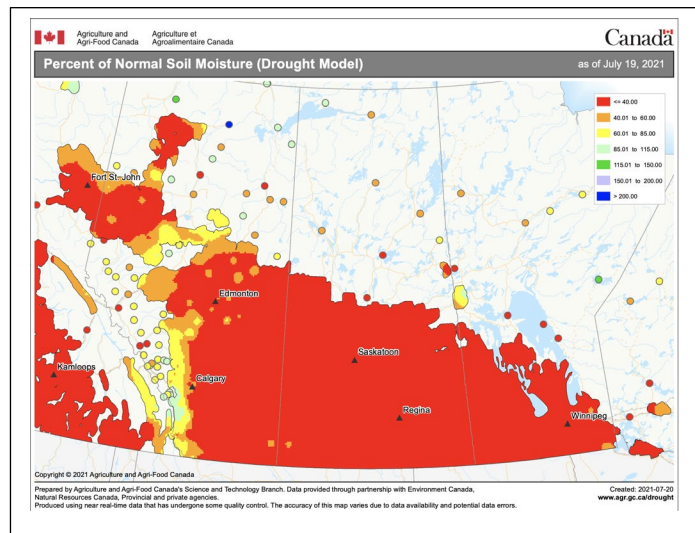 Agriculture and Agriculture et
Agri-Food Canada Agroalimentaire Canada
Canada
Percent of Normal Soil Moisture (Drought Model) as of July 19, 2021
<= 40.00
40.01 to 60.00
60.01 to 85.00
85.01 to 115.00
115.01 to 150.00
150.01 to 200.00
> 200.00
Fort St. John
Edmonton
Saskatoon
Kamloops
Calgary
Regina
Winnipeg
Copyright © 2021 Agriculture and Agri-Food Canada
Prepared by Agriculture and Agri-Food Canada's Science and Technology Branch. Data provided through partnership with Environment Canada, Created: 2021-07-20
Natural Resources Canada, Provincial and private agencies. www.agr.gc.ca/drought
Produced using near real-time data that has undergone some quality control. The accuracy of this map varies due to data availability and potential data errors.